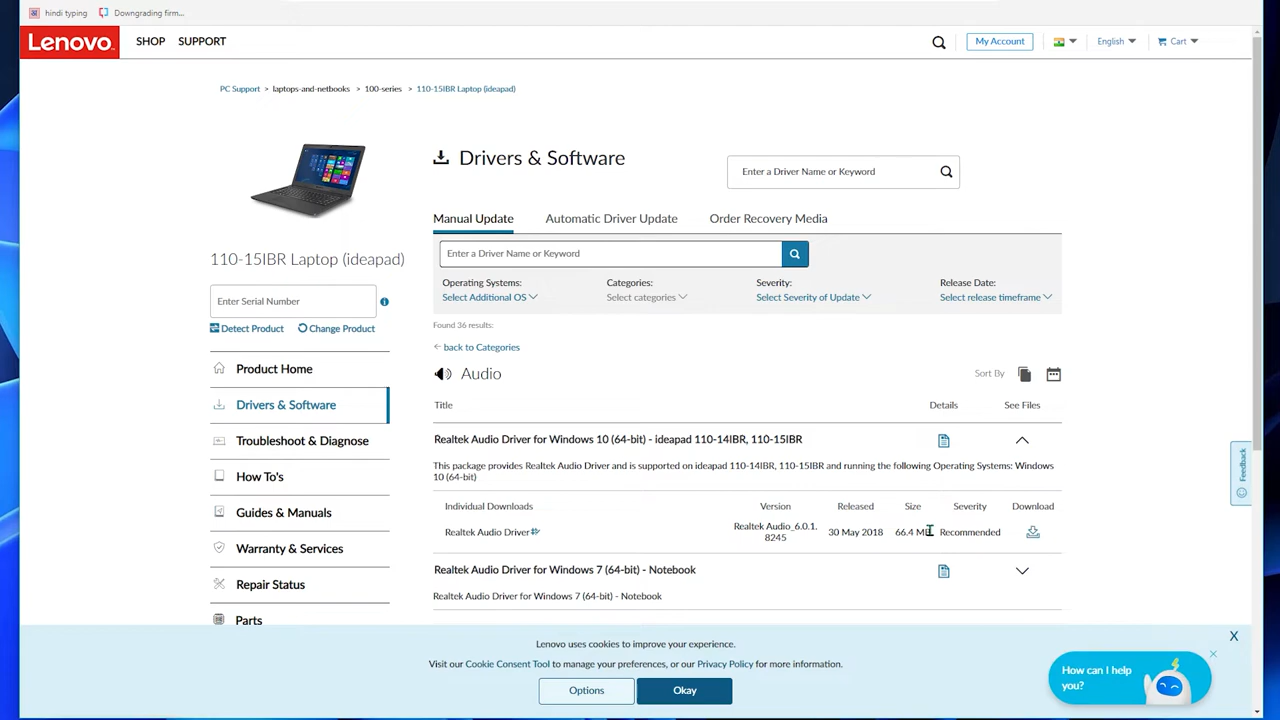 hindi typing Downgrading firm...
Lenovo SHOP SUPPORT My Account English Cart
PC Support > laptops-and-netbooks > 100-series > 110-15IBR Laptop (ideapad)
Drivers & Software
Enter a Driver Name or Keyword
Manual Update Automatic Driver Update Order Recovery Media
110-15IBR Laptop (ideapad)
Enter a Driver Name or Keyword
Operating Systems: Categories: Severity: Release Date:
Select Additional OS Select categories Select Severity of Update Select release timeframe
Enter Serial Number
Detect Product Change Product
Found 36 results:
back to Categories
Product Home
Drivers & Software
Troubleshoot & Diagnose
How To's
Guides & Manuals
Warranty & Services
Repair Status
Parts
Audio Sort By
Title Details See Files
Realtek Audio Driver for Windows 10 (64-bit) - ideapad 110-14IBR, 110-15IBR
This package provides Realtek Audio Driver and is supported on ideapad 110-14IBR, 110-15IBR and running the following Operating Systems: Windows
10 (64-bit)
Individual Downloads Version Released Size Severity Download
Realtek Audio Driver Realtek Audio_6.0.1.
8245 30 May 2018 66.4 MB Recommended
Realtek Audio Driver for Windows 7 (64-bit) - Notebook
Realtek Audio Driver for Windows 7 (64-bit) - Notebook
Feedback
Lenovo uses cookies to improve your experience. X
Visit our Cookie Consent Tool to manage your preferences, or our Privacy Policy for more information.
Options Okay
How can I help
you?